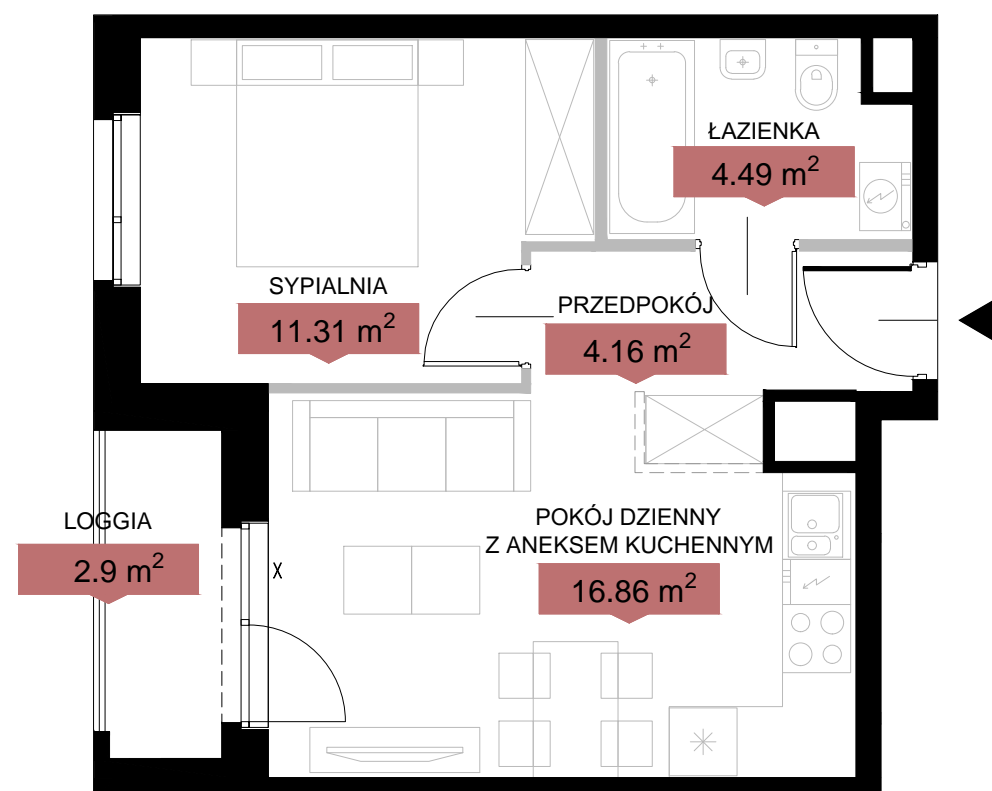 ŁAZIENKA
4.49 m²
SYPIALNIA
11.31 m²
PRZEDPOKÓJ
4.16 m²
LOGGIA
2.9 m²
POKÓJ DZIENNY
Z ANEKSEM KUCHENNYM
16.86 m²
X